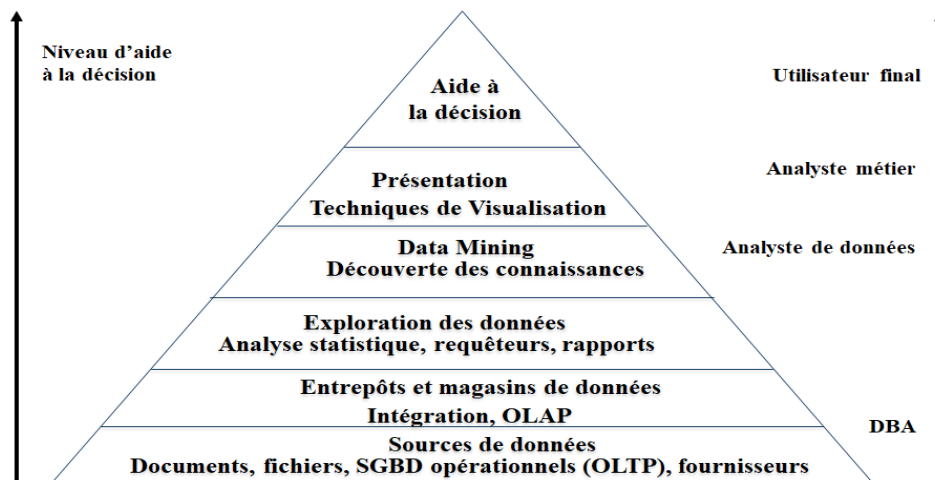 Niveau d'aide
à la décision
Utilisateur final
Aide à
la décision
Analyste métier
Présentation
Techniques de Visualisation
Analyste de données
Data Mining
Découverte des connaissances
Exploration des données
Analyse statistique, requêteurs, rapports
Entrepôts et magasins de données
Intégration, OLAP
DBA
Sources de données
Documents, fichiers, SGBD opérationnels (OLTP), fournisseurs